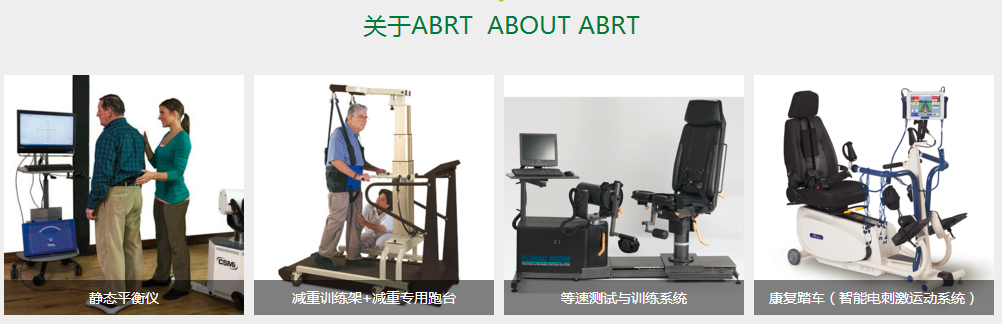 关于ABRT ABOUT ABRT
CSMi
静态平衡仪
减重训练架+减重专用跑台
等速测试与训练系统
康复踏车（智能电刺激运动系统）